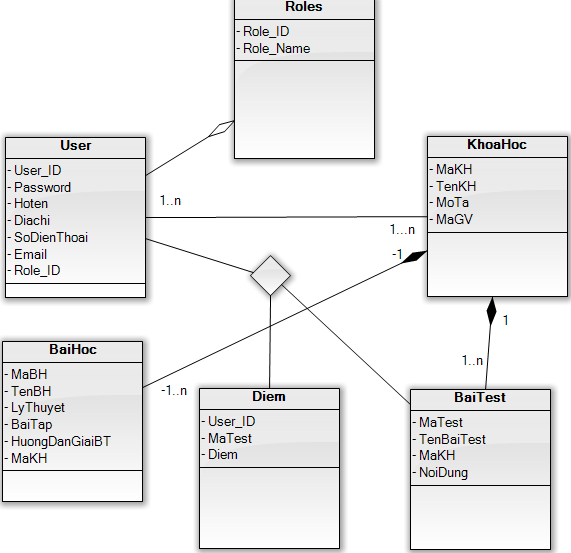 Roles
- Role_ID
- Role_Name
User
- User_ID
- Password
- Hoten
- Diachi
- SoDienThoai
- Email
- Role_ID
KhoaHoc
- MaKH
- TenKH
- MoTa
- MaGV
1..n
1...n
-1
1
1..n
-1..n
BaiHoc
- MaBH
- TenBH
- LyThuyet
- BaiTap
- HuongDanGiaiBT
- MaKH
Diem
- User_ID
- MaTest
- Diem
BaiTest
- MaTest
- TenBaiTest
- MaKH
- NoiDung